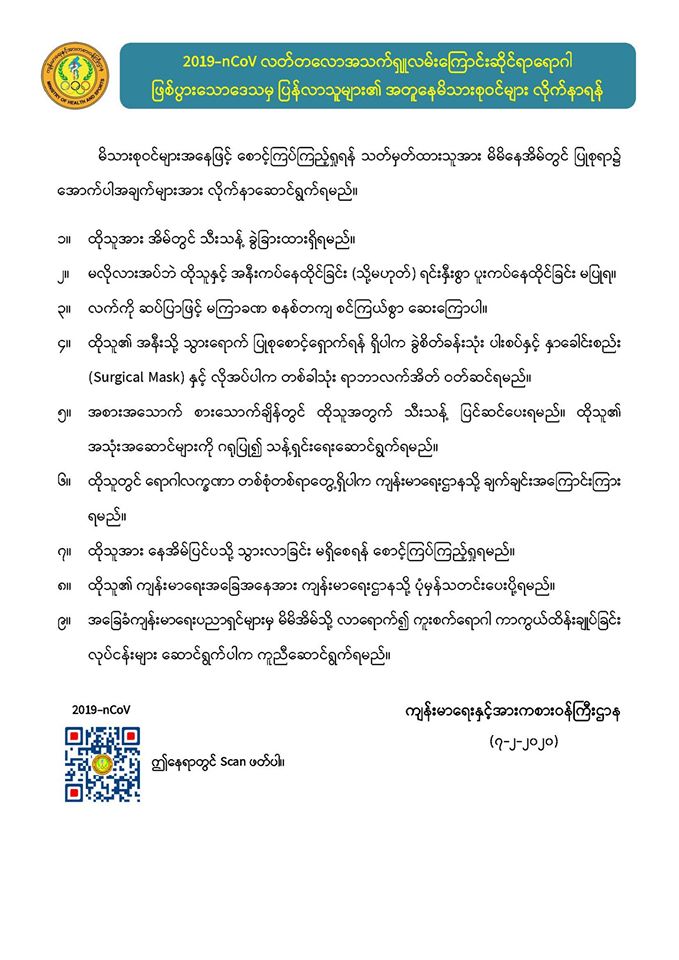 2019-nCoV လတ်တလောအသက်ရှူလမ်းကြောင်းဆိုင်ရာရောဂါ
ဖြစ်ပွားသောဒေသမှ ပြန်လာသူများ၏ အတူနေမိသားစုဝင်များ လိုက်နာရန်
MINISTRY OF HEALTH AND SPORTS
မိသားစုဝင်များအနေဖြင့် စောင့်ကြပ်ကြည့်ရှုရန် သတ်မှတ်ထားသူအား မိမိနေအိမ်တွင် ပြုစုရာ၌
အောက်ပါအချက်များအား လိုက်နာဆောင်ရွက်ရမည်။
၁။ ထိုသူအား အိမ်တွင် သီးသန့် ခွဲခြားထားရှိရမည်။
၂။ မလိုလားအပ်ဘဲ ထိုသူနှင့် အနီးကပ်နေထိုင်ခြင်း (သို့မဟုတ်) ရင်းနှီးစွာ ပူးကပ်နေထိုင်ခြင်း မပြုရ။
၃။ လက်ကို ဆပ်ပြာဖြင့် မကြာခဏ စနစ်တကျ စင်ကြယ်စွာ ဆေးကြောပါ။
၄။ ထိုသူ၏ အနီးသို့ သွားရောက် ပြုစုစောင့်ရှောက်ရန် ရှိပါက ခွဲစိတ်ခန်းသုံး ပါးစပ်နှင့် နှာခေါင်းစည်း
(Surgical Mask) နှင့် လိုအပ်ပါက တစ်ခါသုံး ရာဘာလက်အိတ် ဝတ်ဆင်ရမည်။
၅။ အစားအသောက် စားသောက်ချိန်တွင် ထိုသူအတွက် သီးသန့် ပြင်ဆင်ပေးရမည်။ ထိုသူ၏
အသုံးအဆောင်များကို ဂရုပြု၍ သန့်ရှင်းရေးဆောင်ရွက်ရမည်။
၆။ ထိုသူတွင် ရောဂါလက္ခဏာ တစ်စုံတစ်ရာတွေ့ရှိပါက ကျန်းမာရေးဌာနသို့ ချက်ချင်းအကြောင်းကြား
ရမည်။
၇။ ထိုသူအား နေအိမ်ပြင်ပသို့ သွားလာခြင်း မရှိစေရန် စောင့်ကြပ်ကြည့်ရှုရမည်။
၈။ ထိုသူ၏ ကျန်းမာရေးအခြေအနေအား ကျန်းမာရေးဌာနသို့ ပုံမှန်သတင်းပေးပို့ရမည်။
၉။ အခြေခံကျန်းမာရေးပညာရှင်များမှ မိမိအိမ်သို့ လာရောက်၍ ကူးစက်ရောဂါ ကာကွယ်ထိန်းချုပ်ခြင်း
လုပ်ငန်းများ ဆောင်ရွက်ပါက ကူညီဆောင်ရွက်ရမည်။
2019-nCoV
ဤနေရာတွင် Scan ဖတ်ပါ။
ကျန်းမာရေးနှင့်အားကစားဝန်ကြီးဌာန
(၇-၂-၂၀၂၀)